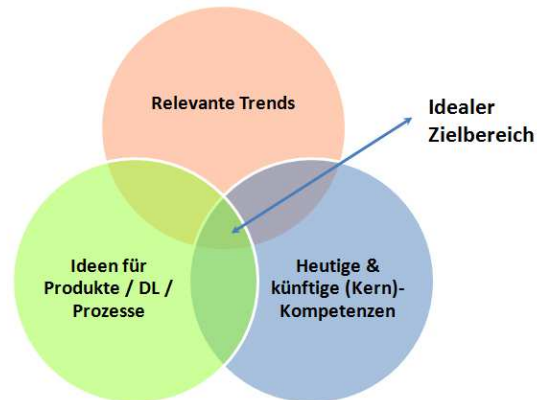 Relevante Trends
Idealer
Zielbereich
Ideen für
Produkte / DL /
Prozesse
Heutige &
künftige (Kern)-
Kompetenzen